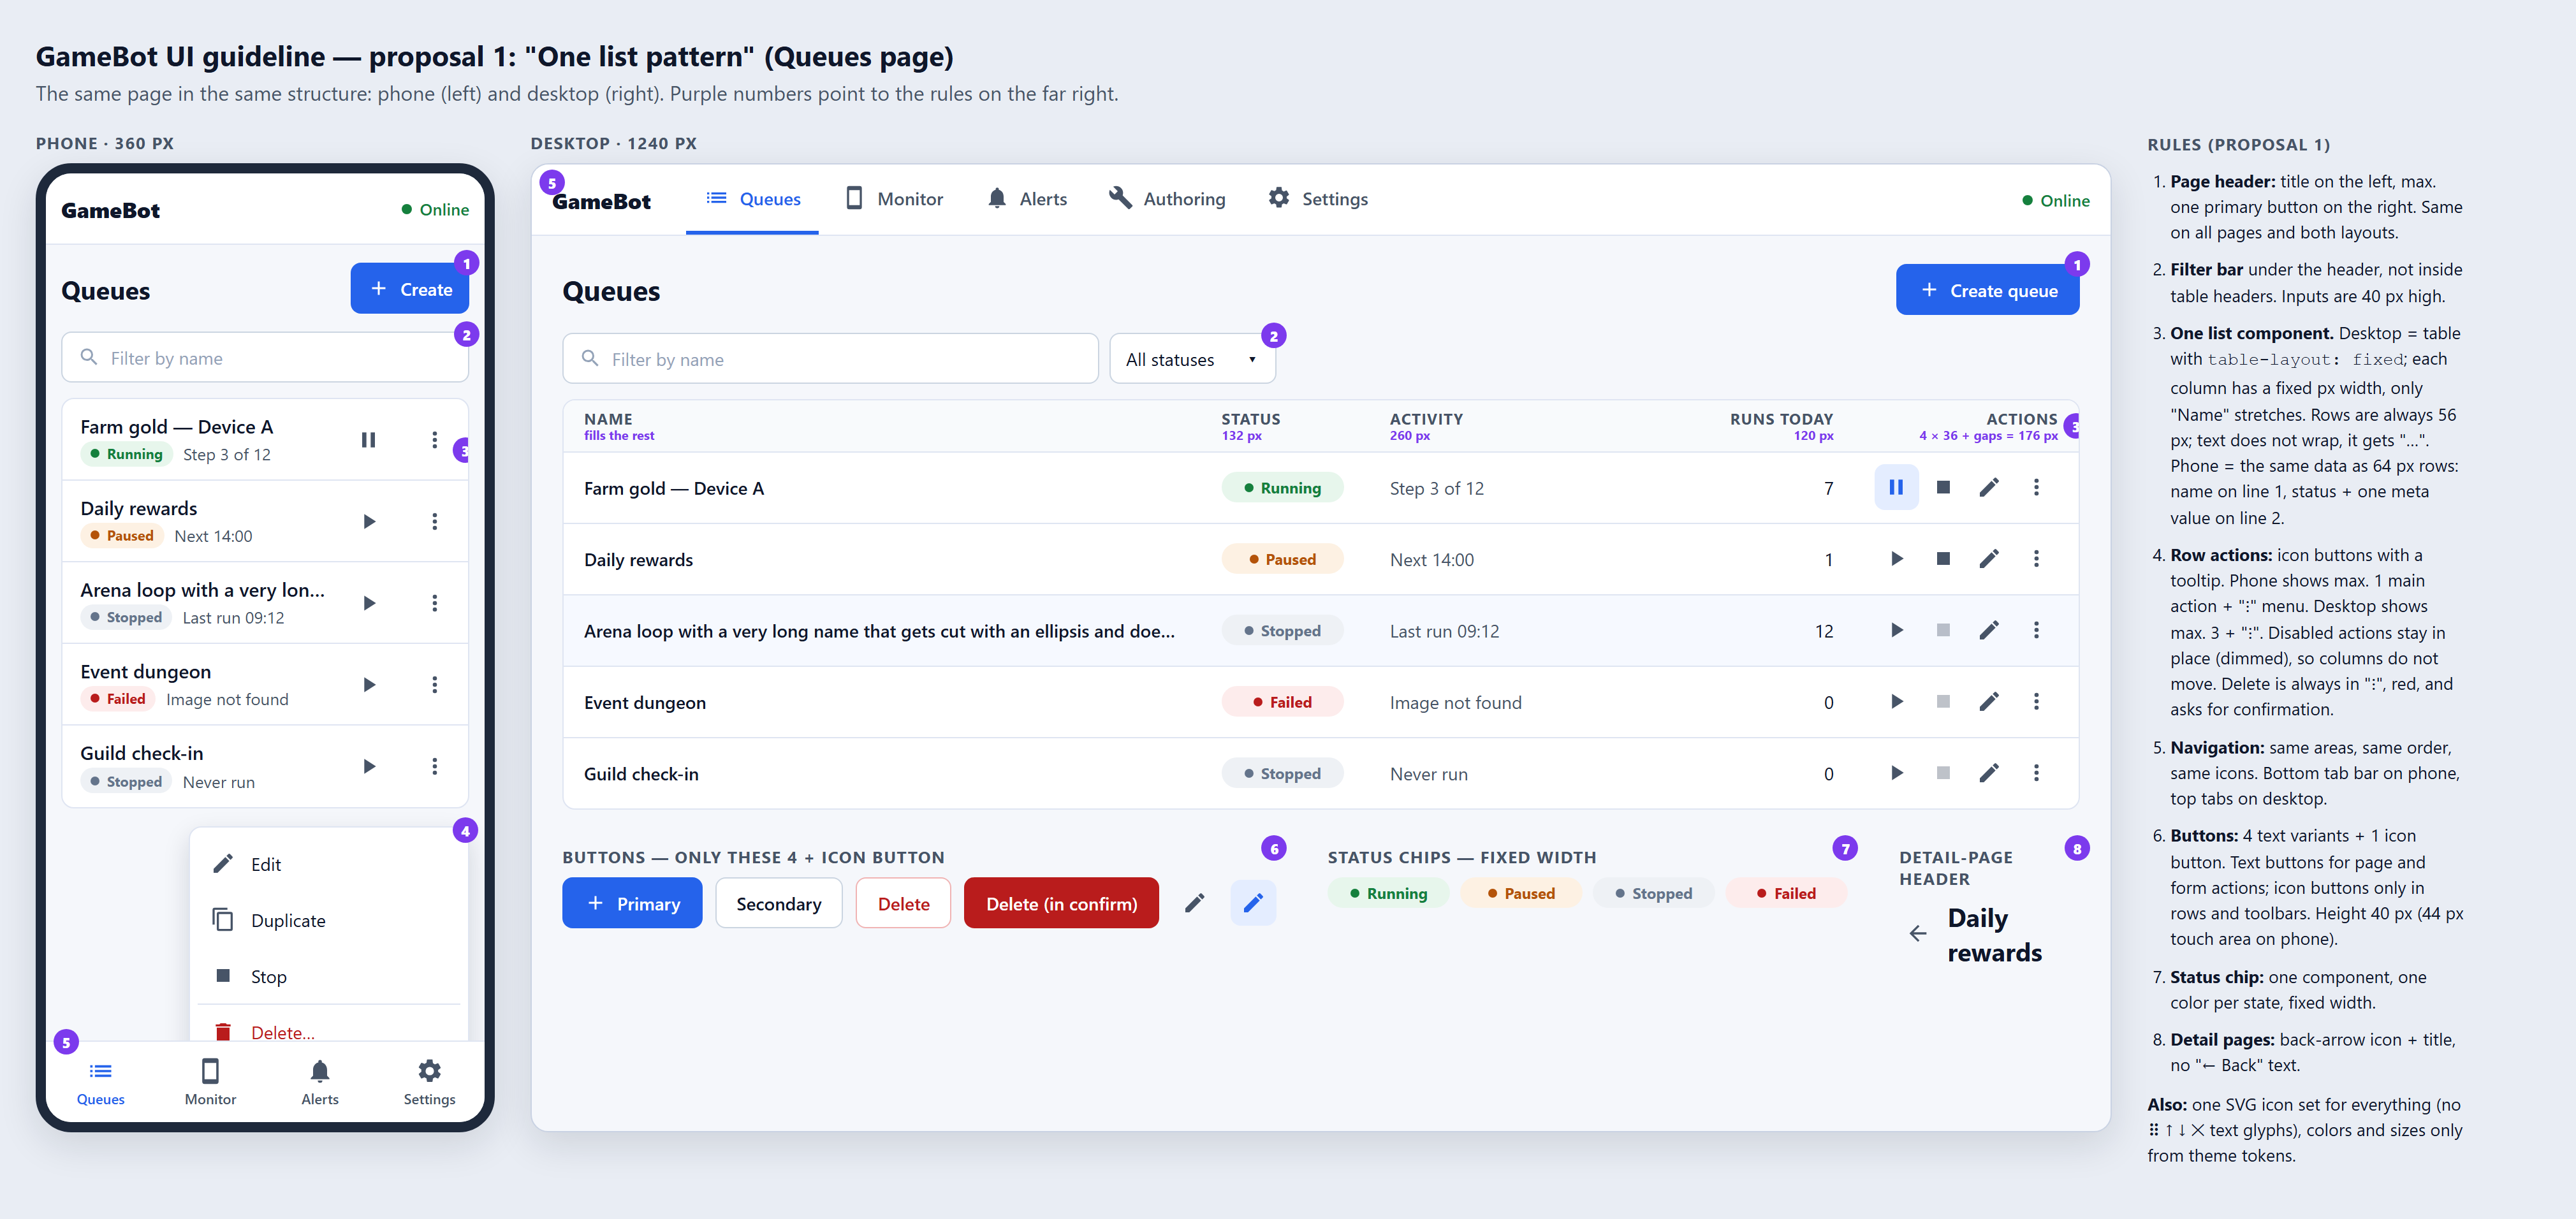 GameBot UI guideline — proposal 1: "One list pattern" (Queues page)
The same page in the same structure: phone (left) and desktop (right). Purple numbers point to the rules on the far right.
PHONE · 360 PX
GameBot
Online
Queues
+ Create
1
2
Filter by name
Farm gold — Device A
Running Step 3 of 12
3
Daily rewards
Paused Next 14:00
Arena loop with a very lon...
Stopped Last run 09:12
Event dungeon
Failed Image not found
Guild check-in
Stopped Never run
4
Edit
Duplicate
Stop
Delete...
5
Queues Monitor Alerts Settings
DESKTOP · 1240 PX
5
GameBot Queues Monitor Alerts Authoring Settings Online
Queues
+ Create queue
1
Filter by name
All statuses
2
NAME STATUS ACTIVITY RUNS TODAY ACTIONS
fills the rest 132 px 260 px 120 px 4 × 36 + gaps = 176 px
3
Farm gold — Device A Running Step 3 of 12 7
Daily rewards Paused Next 14:00 1
Arena loop with a very long name that gets cut with an ellipsis and doe... Stopped Last run 09:12 12
Event dungeon Failed Image not found 0
Guild check-in Stopped Never run 0
BUTTONS — ONLY THESE 4 + ICON BUTTON
6
+ Primary Secondary Delete Delete (in confirm)
STATUS CHIPS — FIXED WIDTH
7
Running Paused Stopped Failed
DETAIL-PAGE
HEADER
8
Daily
rewards
RULES (PROPOSAL 1)
1. Page header: title on the left, max.
one primary button on the right. Same
on all pages and both layouts.
2. Filter bar under the header, not inside
table headers. Inputs are 40 px high.
3. One list component. Desktop = table
with table-layout: fixed; each
column has a fixed px width, only
"Name" stretches. Rows are always 56
px; text does not wrap, it gets "...".
Phone = the same data as 64 px rows:
name on line 1, status + one meta
value on line 2.
4. Row actions: icon buttons with a
tooltip. Phone shows max. 1 main
action + "⋮" menu. Desktop shows
max. 3 + "⋮". Disabled actions stay in
place (dimmed), so columns do not
move. Delete is always in "⋮", red, and
asks for confirmation.
5. Navigation: same areas, same order,
same icons. Bottom tab bar on phone,
top tabs on desktop.
6. Buttons: 4 text variants + 1 icon
button. Text buttons for page and
form actions; icon buttons only in
rows and toolbars. Height 40 px (44 px
touch area on phone).
7. Status chip: one component, one
color per state, fixed width.
8. Detail pages: back-arrow icon + title,
no "← Back" text.
Also: one SVG icon set for everything (no
⠿ ↑ ↓ ✕ text glyphs), colors and sizes only
from theme tokens.